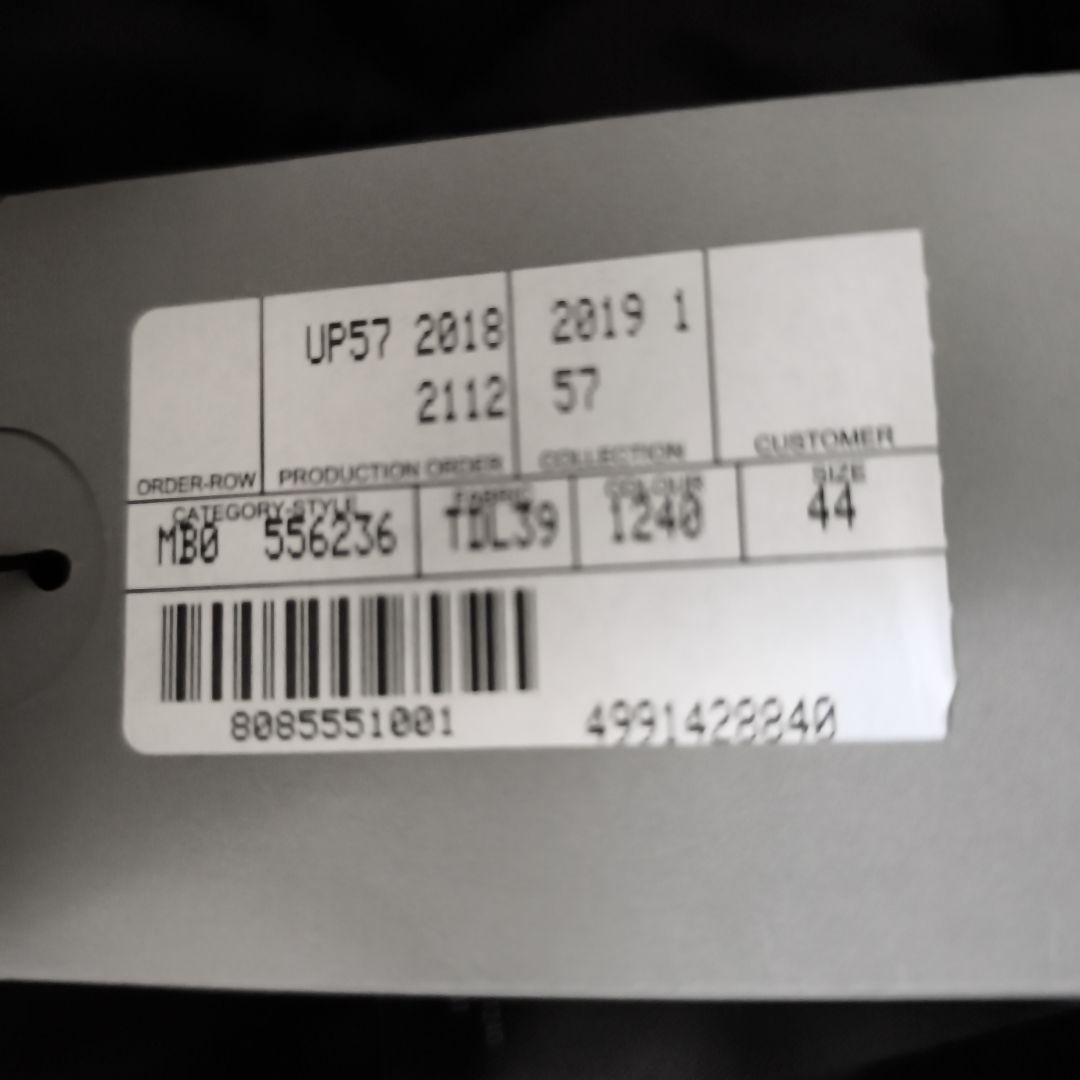 UP57 2018 2019 1
2112 57
ORDER-ROW PRODUCTION ORDER COLLECTION CUSTOMER
CATEGORY-STYLE FABRIC COLOUR SIZE
MB0 556236 TDL39 1240 44
8085551001 4991428840